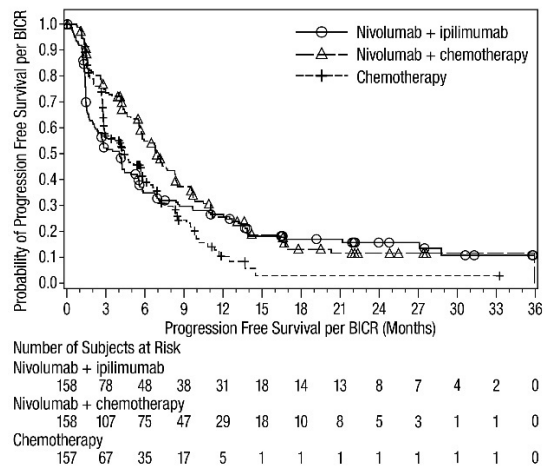 Probability of Progression Free Survival per BICR
1.0
0.9
0.8
0.7
0.6
0.5
0.4
0.3
0.2
0.1
0.0
Nivolumab + ipilimumab
Nivolumab + chemotherapy
Chemotherapy
0 3 6 9 12 15 18 21 24 27 30 33 36
Progression Free Survival per BICR (Months)
Number of Subjects at Risk
Nivolumab + ipilimumab
158 78 48 38 31 18 14 13 8 7 4 2 0
Nivolumab + chemotherapy
158 107 75 47 29 18 10 8 5 3 1 1 0
Chemotherapy
157 67 35 17 5 1 1 1 1 1 1 1 0